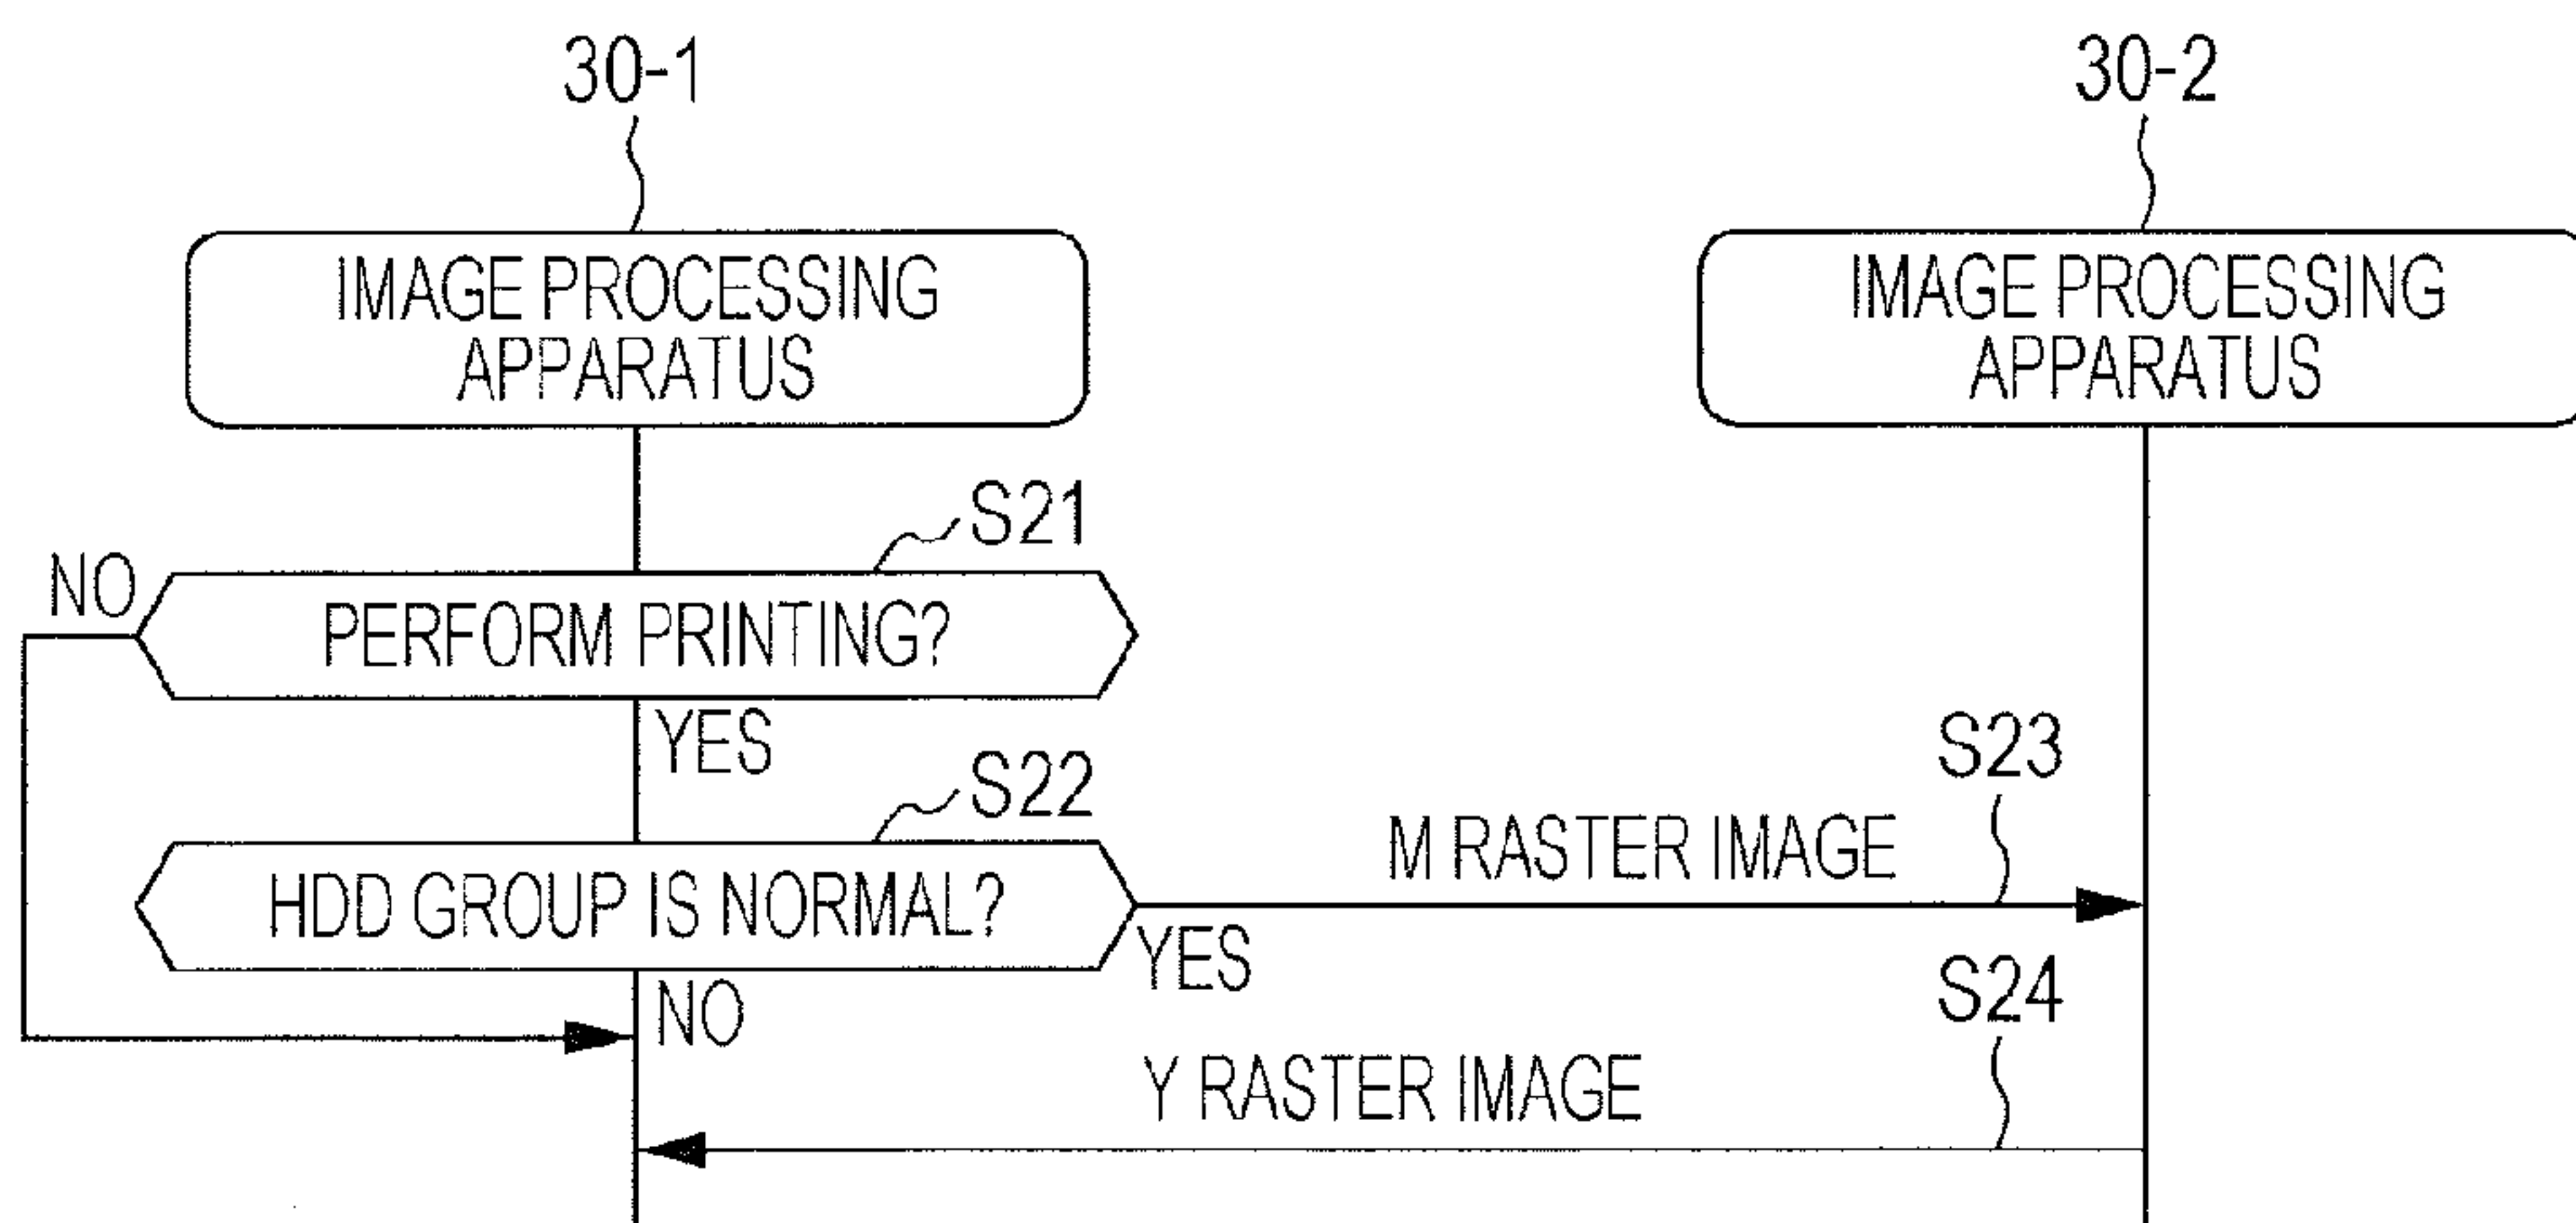 30-1
30-2
IMAGE PROCESSING
APPARATUS
IMAGE PROCESSING
APPARATUS
S21
NO
PERFORM PRINTING?
YES
S22
S23
M RASTER IMAGE
HDD GROUP IS NORMAL?
YES
NO
S24
Y RASTER IMAGE